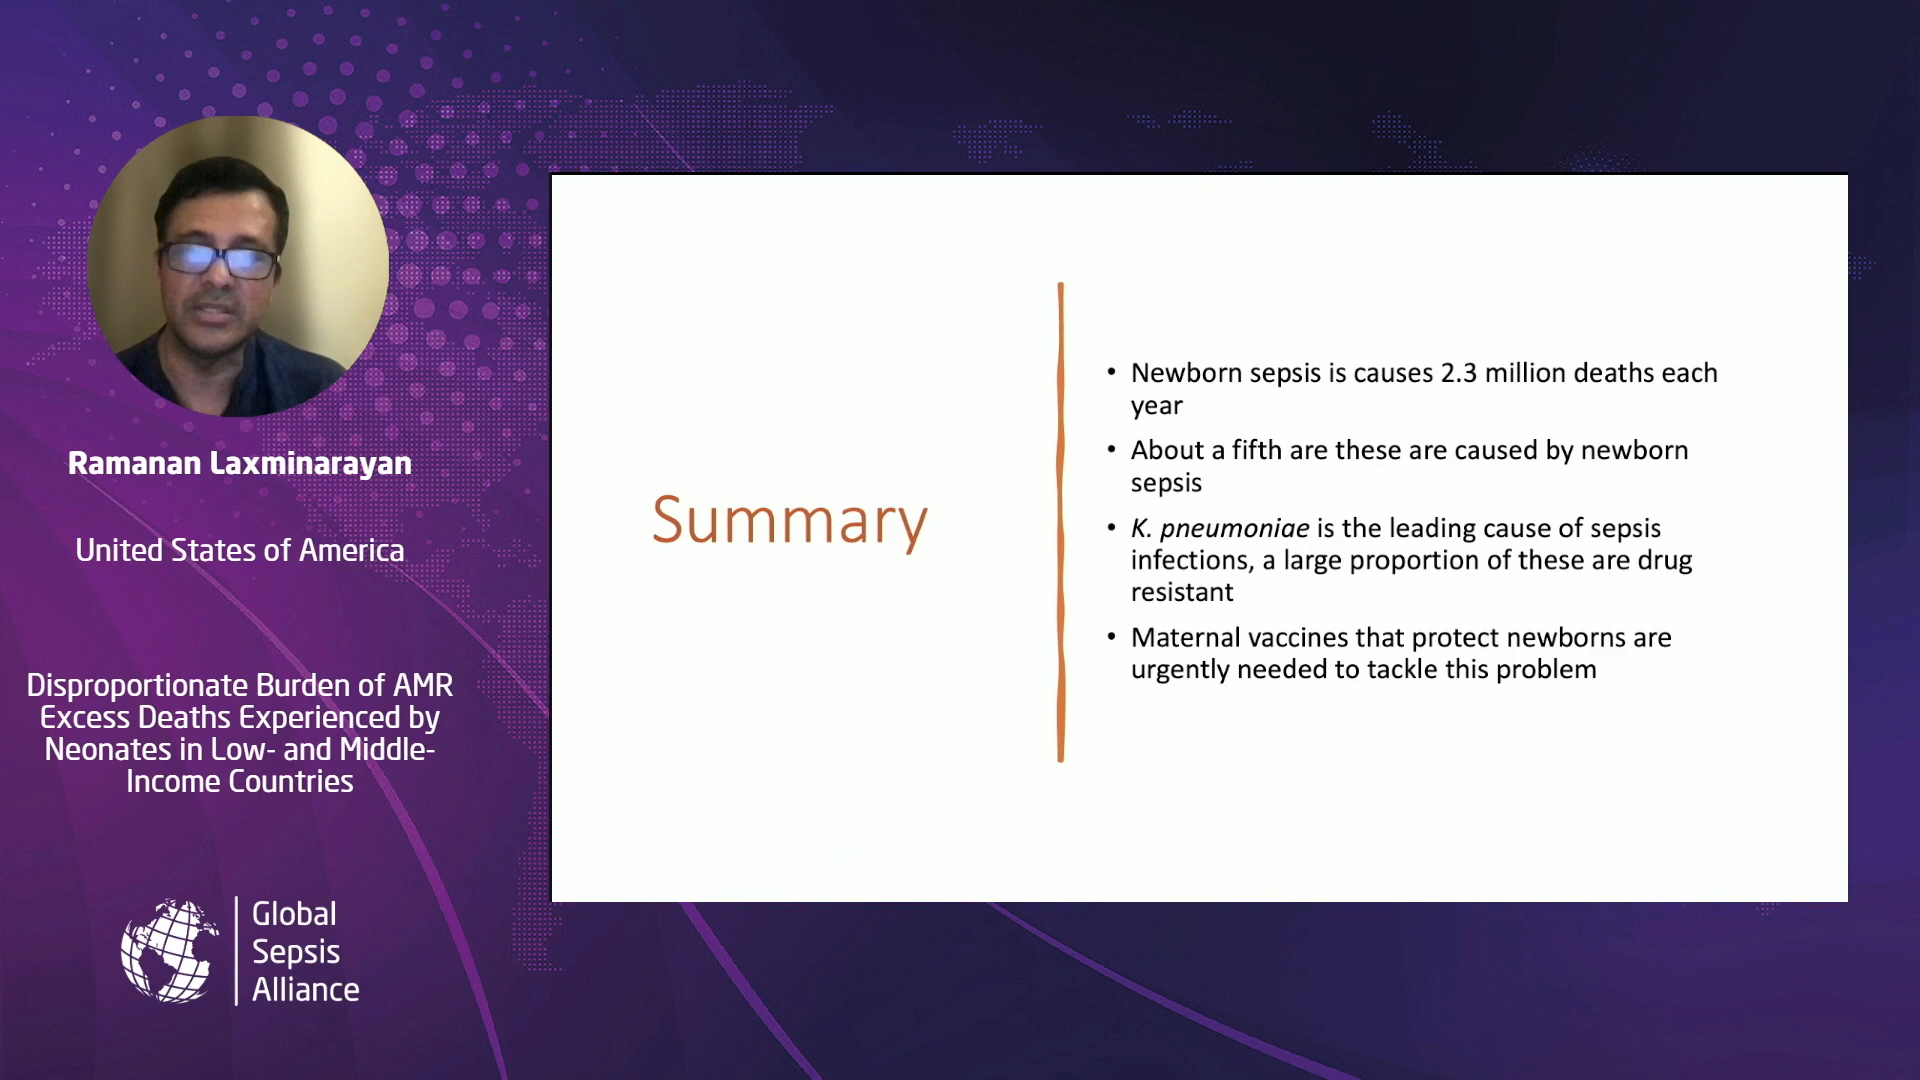 Ramanan Laxminarayan
United States of America
Disproportionate Burden of AMR
Excess Deaths Experienced by
Neonates in Low- and Middle-
Income Countries
Global
Sepsis
Alliance
Summary
• Newborn sepsis is causes 2.3 million deaths each
year
• About a fifth are these are caused by newborn
sepsis
• K. pneumoniae is the leading cause of sepsis
infections, a large proportion of these are drug
resistant
• Maternal vaccines that protect newborns are
urgently needed to tackle this problem